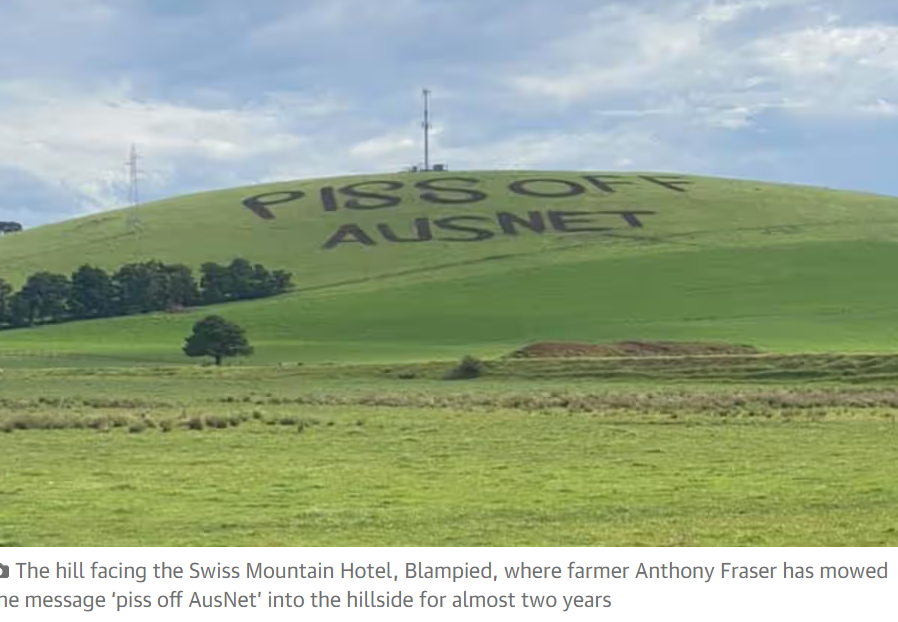 PISS OFF
AUSNET
The hill facing the Swiss Mountain Hotel, Blampied, where farmer Anthony Fraser has mowed
he message ‘piss off AusNet’ into the hillside for almost two years